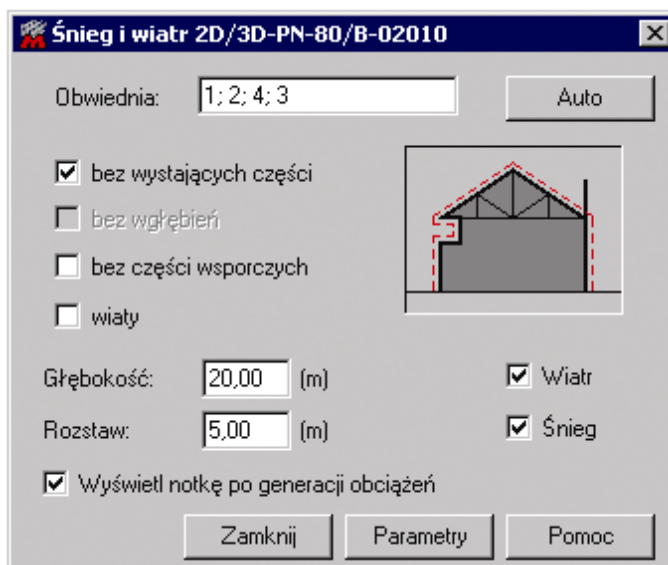 Śnieg i wiatr 2D/3D-PN-80/B-02010
Obwiednia: 1; 2; 4; 3 Auto
bez wystających części
bez wgłębień
bez części wsporczych
wiaty
Głębokość: 20,00 (m) Wiatr
Rozstaw: 5,00 (m) Śnieg
Wyświetl notkę po generacji obciążeń
Zamknij Parametry Pomoc